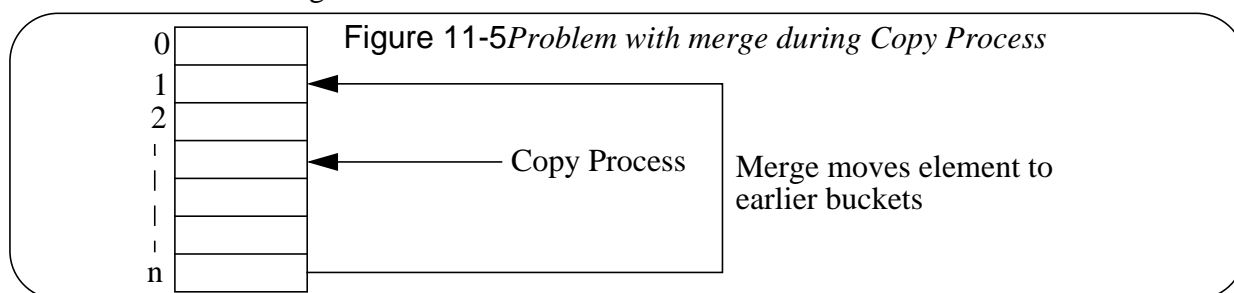 0
Figure 11-5Problem with merge during Copy Process
1
2
Copy Process
Merge moves element to
earlier buckets
n